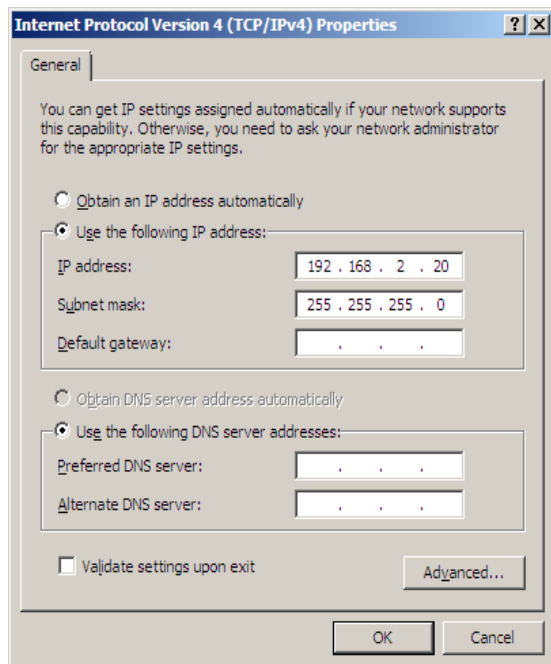 Internet Protocol Version 4 (TCP/IPv4) Properties
General
You can get IP settings assigned automatically if your network supports
this capability. Otherwise, you need to ask your network administrator
for the appropriate IP settings.
Obtain an IP address automatically
Use the following IP address:
IP address: 192 . 168 . 2 . 20
Subnet mask: 255 . 255 . 255 . 0
Default gateway: . . .
Obtain DNS server address automatically
Use the following DNS server addresses:
Preferred DNS server: . . .
Alternate DNS server: . . .
Validate settings upon exit
Advanced...
OK Cancel